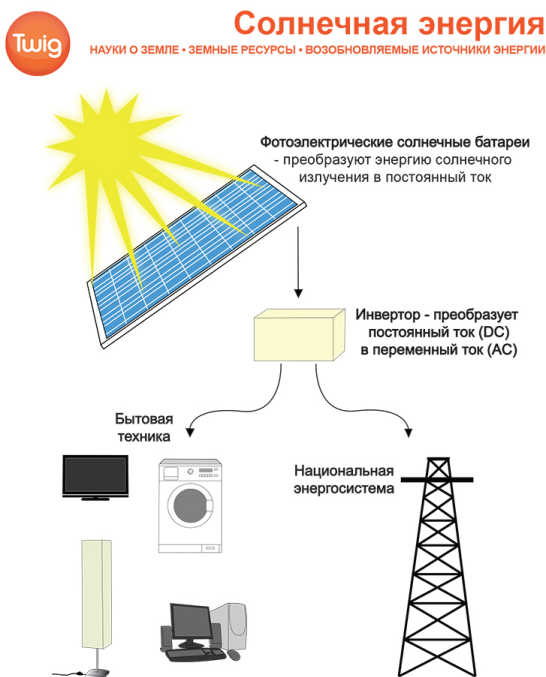 Twig
Солнечная энергия
НАУКИ О ЗЕМЛЕ • ЗЕМНЫЕ РЕСУРСЫ • ВОЗОБНОВЛЯЕМЫЕ ИСТОЧНИКИ ЭНЕРГИИ
Фотоэлектрические солнечные батареи
- преобразуют энергию солнечного
излучения в постоянный ток
Инвертор - преобразует
постоянный ток (DC)
в переменный ток (AC)
Бытовая
техника
Национальная
энергосистема